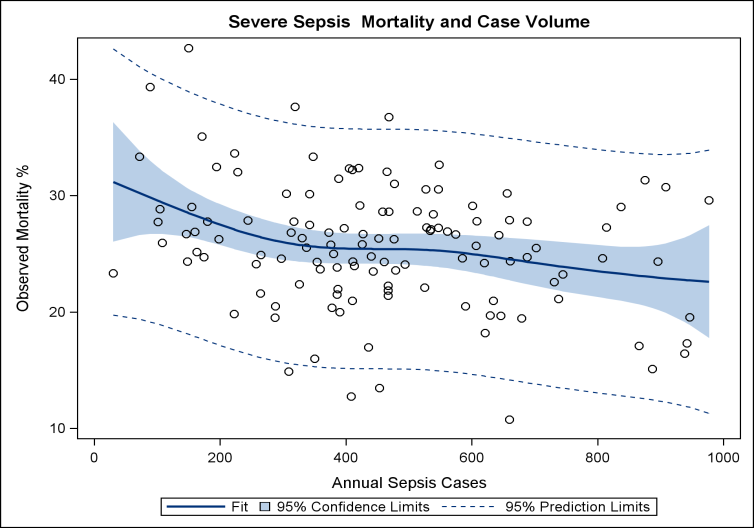 Severe Sepsis  Mortality and Case Volume
Observed Mortality %
40
30
20
10
0 200 400 600 800 1000
Annual Sepsis Cases
Fit 95% Confidence Limits 95% Prediction Limits